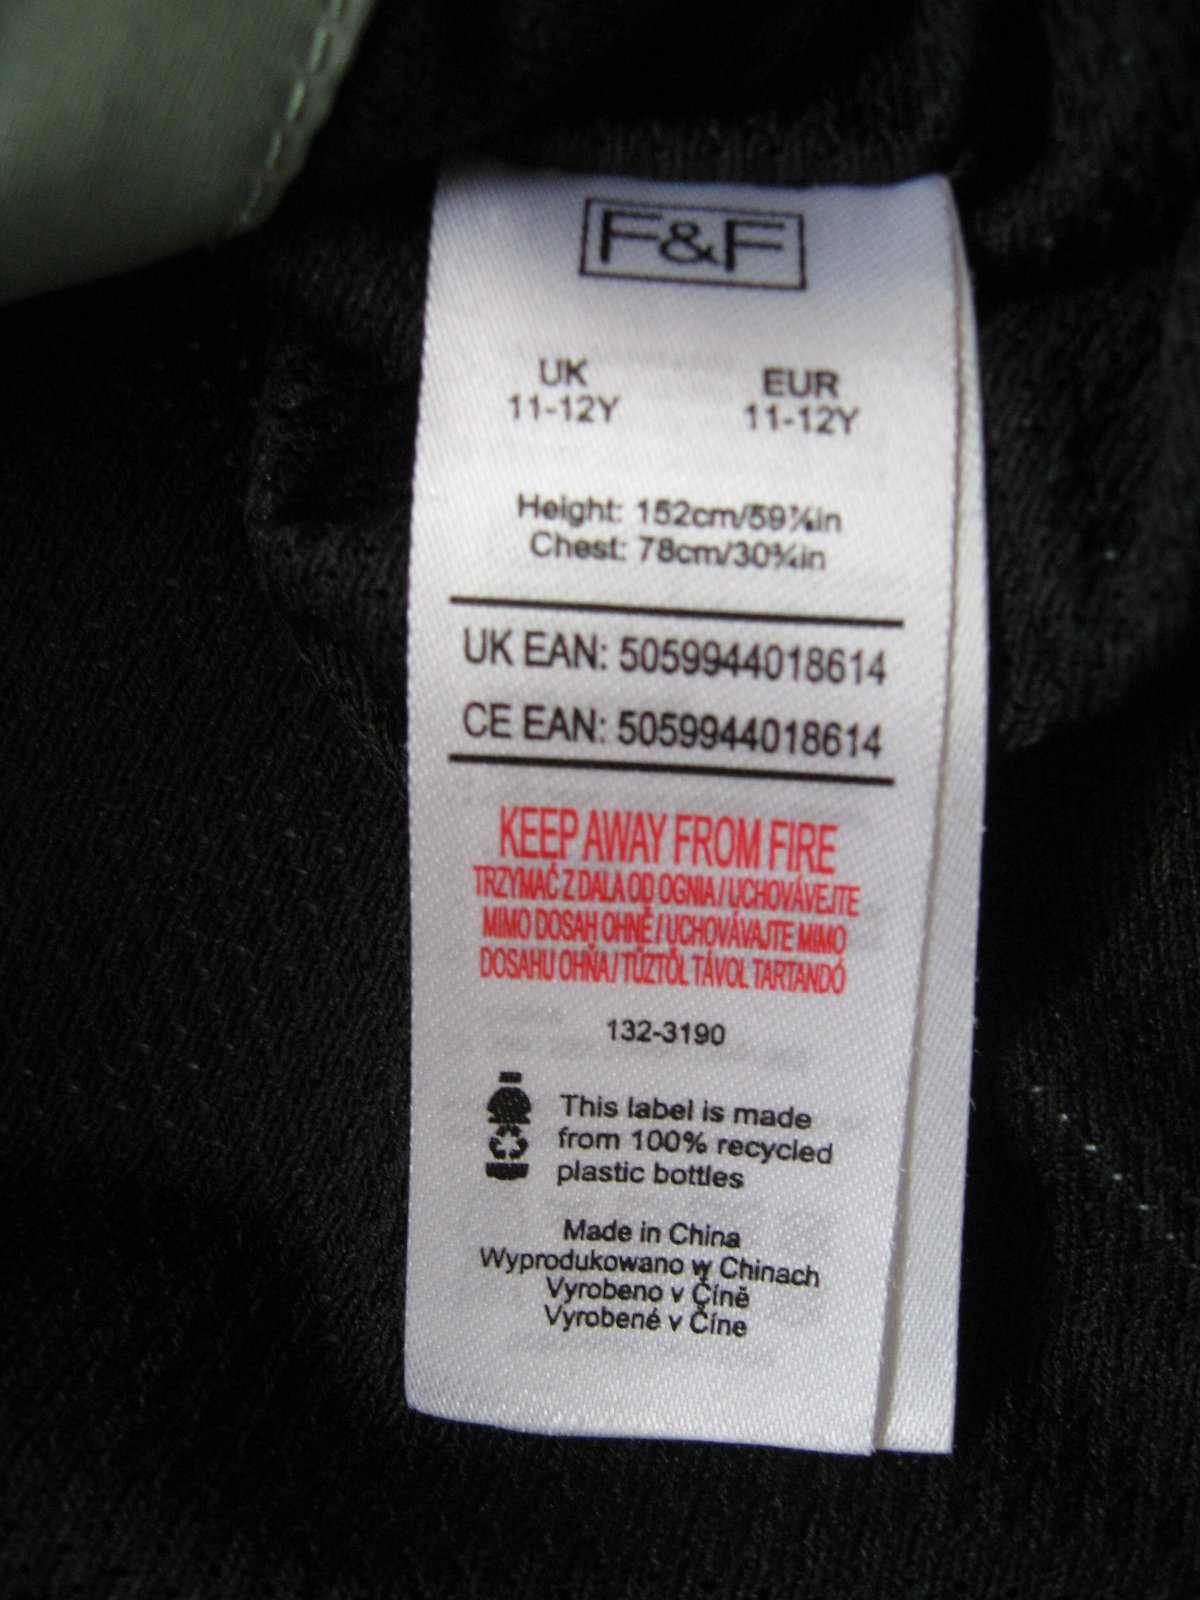 F&F
UK EUR
11-12Y 11-12Y
Height: 152cm/59⅞in
Chest: 78cm/30¾in
UK EAN: 5059944018614
CE EAN: 5059944018614
KEEP AWAY FROM FIRE
TRZYMAĆ Z DALA OD OGNIA / UCHOVÁVEJTE
MIMO DOSAH OHNĚ / UCHOVÁVAJTE MIMO
DOSAHU OHŇA / TŰZTŐL TÁVOL TARTANDÓ
132-3190
This label is made
from 100% recycled
plastic bottles
Made in China
Wyprodukowano w Chinach
Vyrobeno v Číně
Vyrobené v Číne